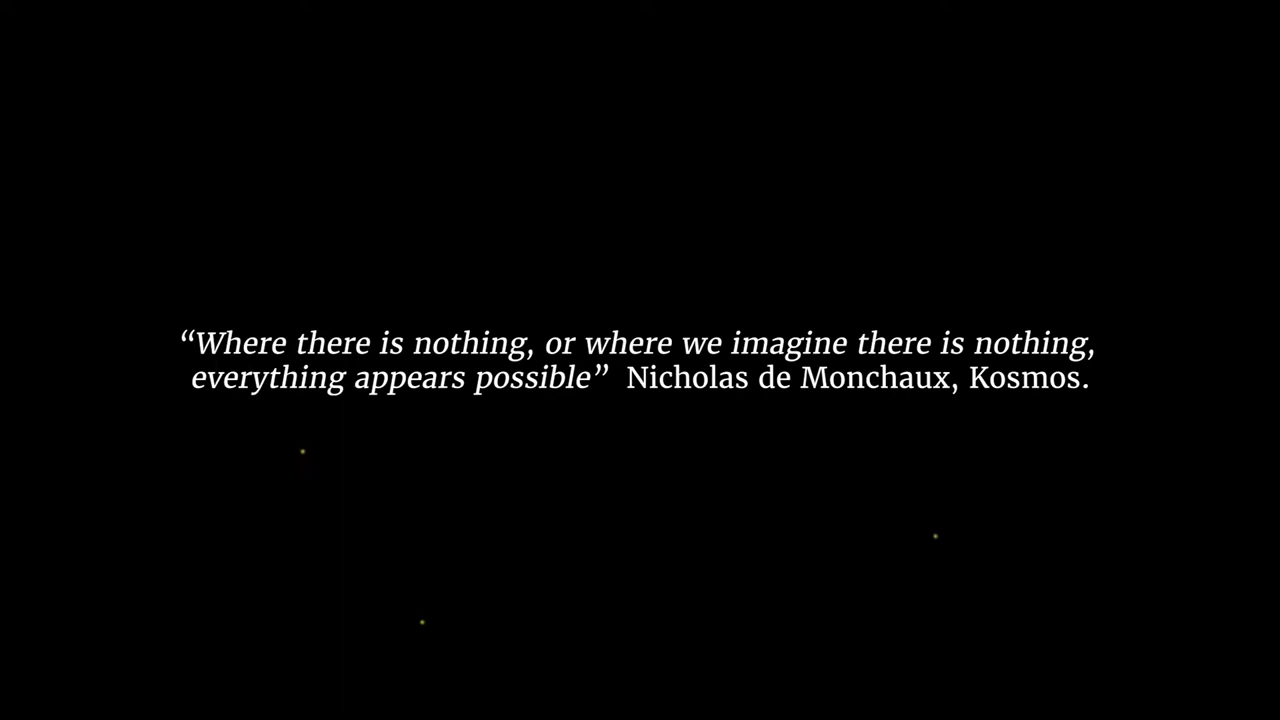 “Where there is nothing, or where we imagine there is nothing,
everything appears possible”  Nicholas de Monchaux, Kosmos.